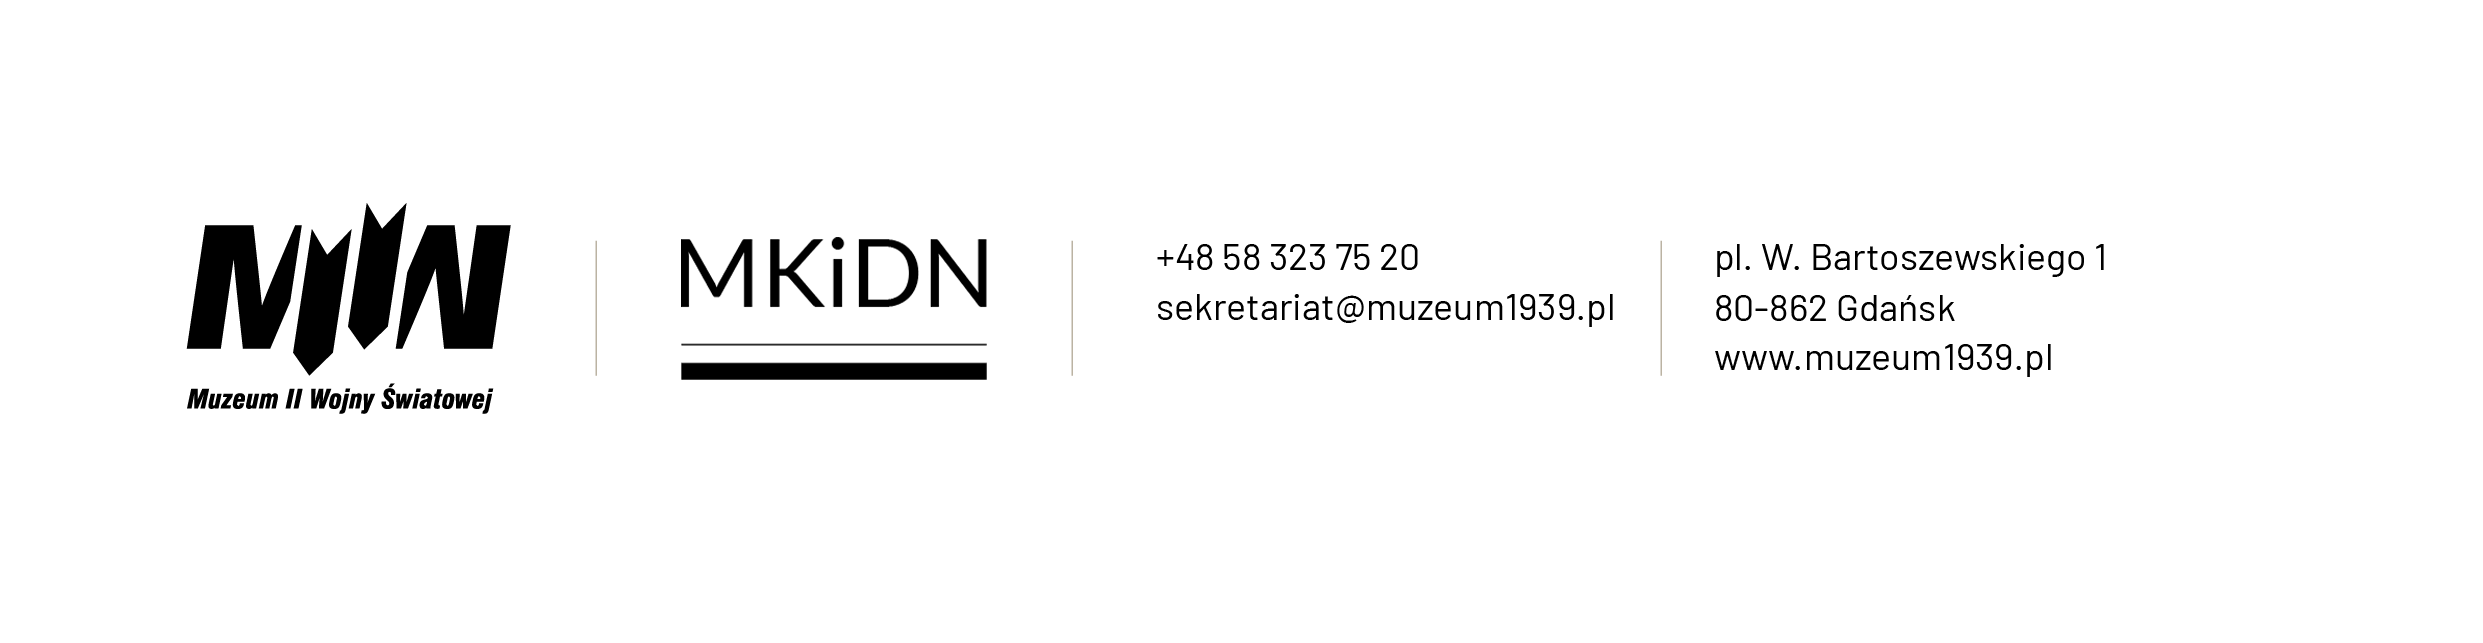 Muzeum II Wojny Światowej
MKiDN
+48 58 323 75 20
sekretariat@muzeum1939.pl
pl. W. Bartoszewskiego 1
80-862 Gdańsk
www.muzeum1939.pl